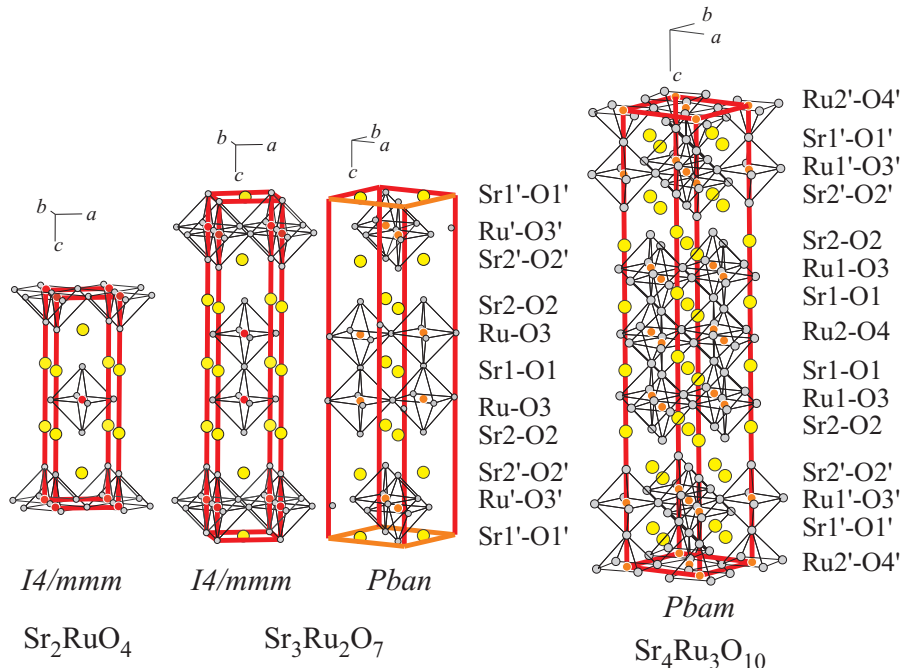 b
a
c
b
a
c
b
a
c
b
a
c
Sr1'-O1'
Ru'-O3'
Sr2'-O2'
Sr2-O2
Ru-O3
Sr1-O1
Ru-O3
Sr2-O2
Sr2'-O2'
Ru'-O3'
Sr1'-O1'
Ru2'-O4'
Sr1'-O1'
Ru1'-O3'
Sr2'-O2'
Sr2-O2
Ru1-O3
Sr1-O1
Ru2-O4
Sr1-O1
Ru1-O3
Sr2-O2
Sr2'-O2'
Ru1'-O3'
Sr1'-O1'
Ru2'-O4'
I4/mmm
I4/mmm
Pban
Pbam
Sr₂RuO₄
Sr₃Ru₂O₇
Sr₄Ru₃O₁₀